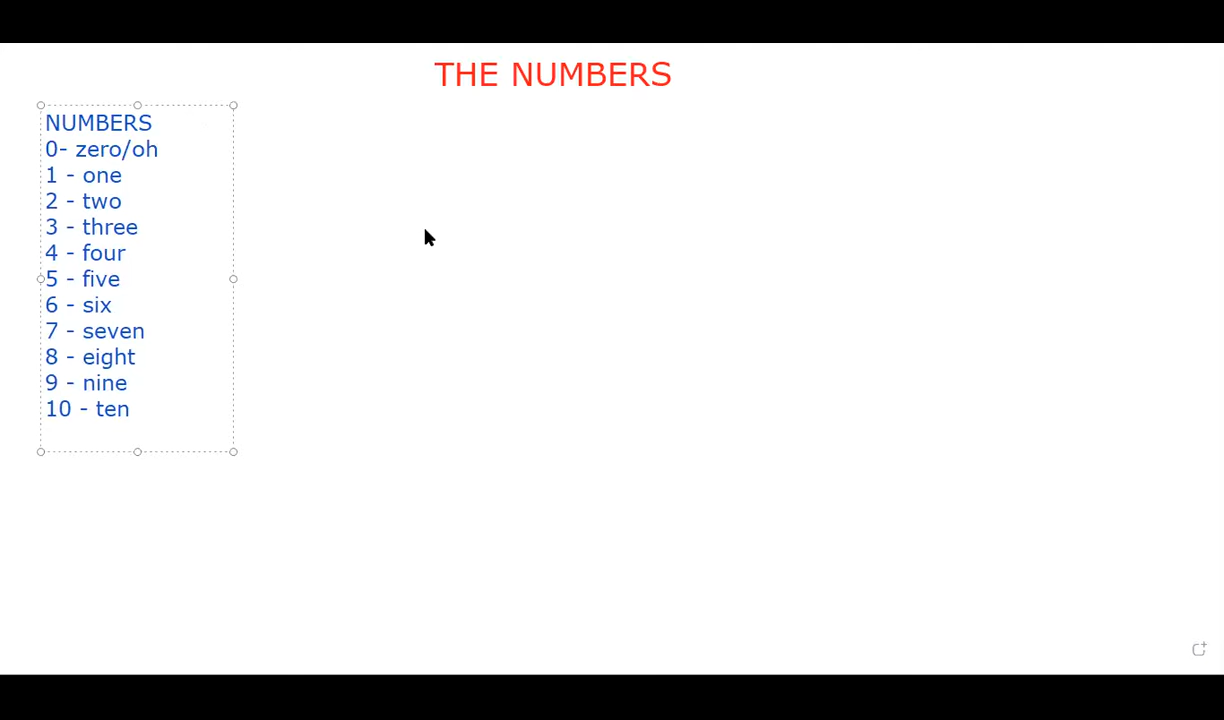 THE NUMBERS
NUMBERS
0- zero/oh
1 - one
2 - two
3 - three
4 - four
5 - five
6 - six
7 - seven
8 - eight
9 - nine
10 - ten